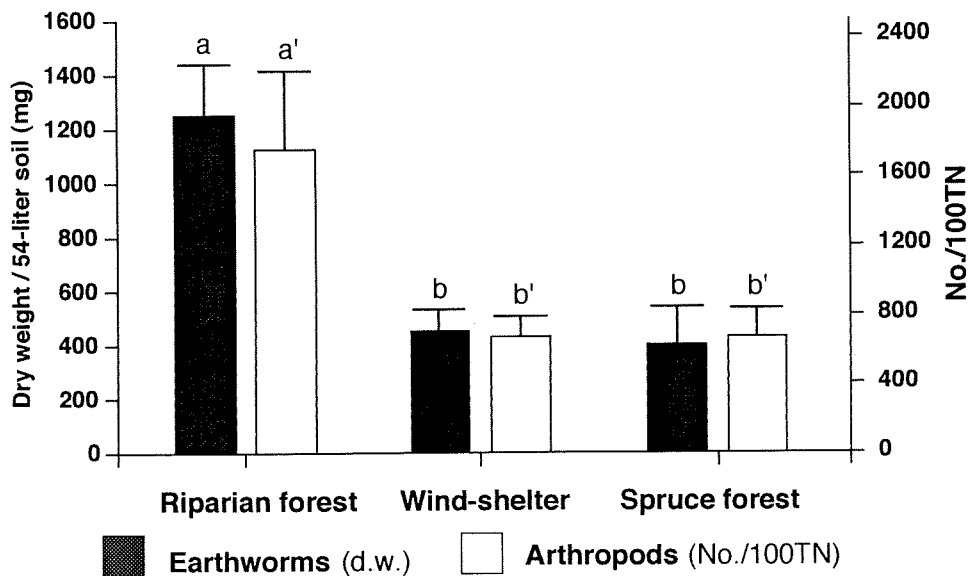 1600
1400
1200
1000
800
600
400
200
0
Dry weight / 54-liter soil (mg)
a
a'
b
b'
b
b'
2400
2000
1600
1200
800
400
0
No./100TN
Riparian forest
Wind-shelter
Spruce forest
Earthworms (d.w.)
Arthropods (No./100TN)